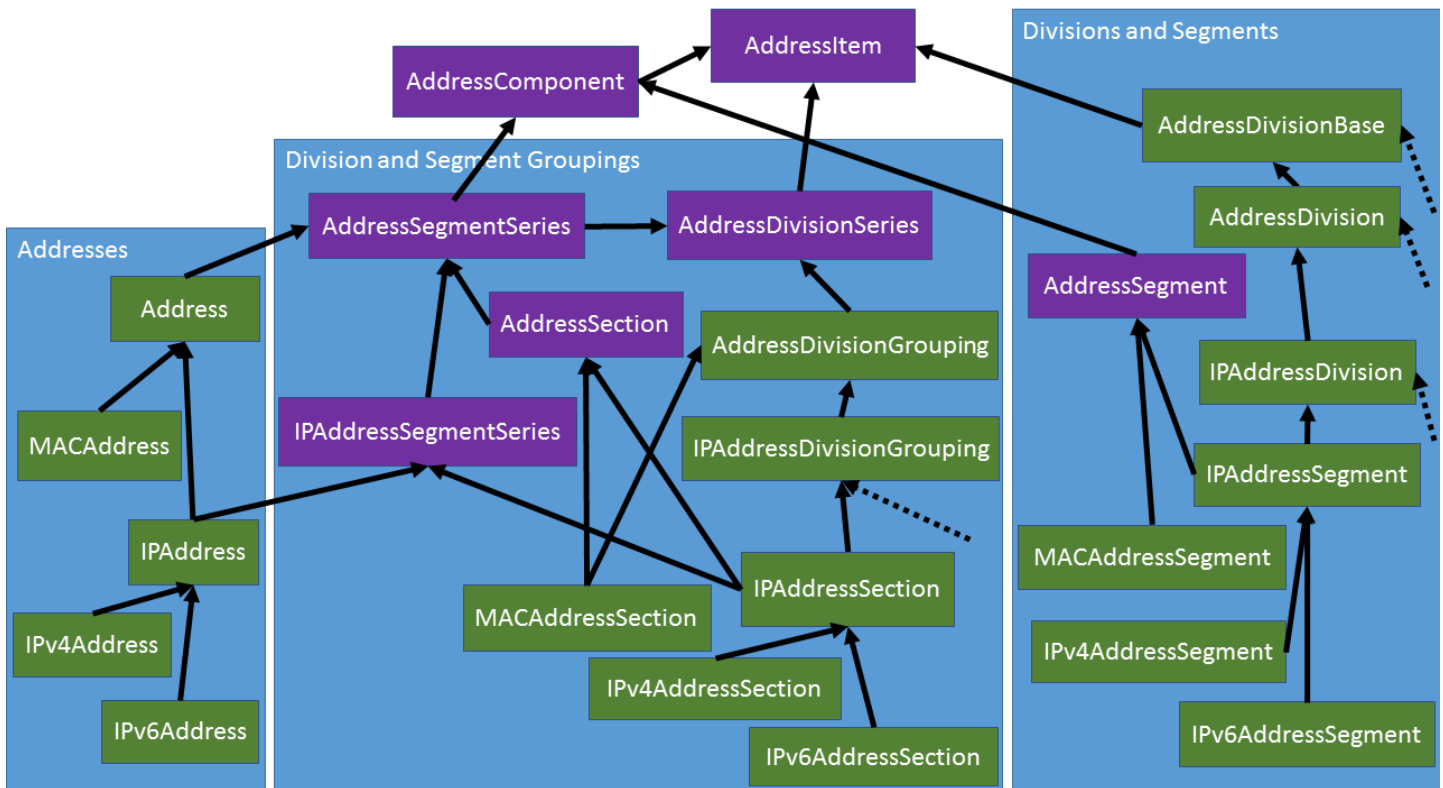 AddressItem
Divisions and Segments
AddressComponent
AddressDivisionBase
Division and Segment Groupings
AddressSegmentSeries
AddressDivisionSeries
AddressDivision
Addresses
Address
AddressSegment
AddressSection
AddressDivisionGrouping
IPAddressDivision
MACAddress
IPAddressSegmentSeries
IPAddressDivisionGrouping
IPAddressSegment
IPAddress
MACAddressSection
IPAddressSection
MACAddressSegment
IPv4Address
IPv4AddressSection
IPv4AddressSegment
IPv6Address
IPv6AddressSection
IPv6AddressSegment